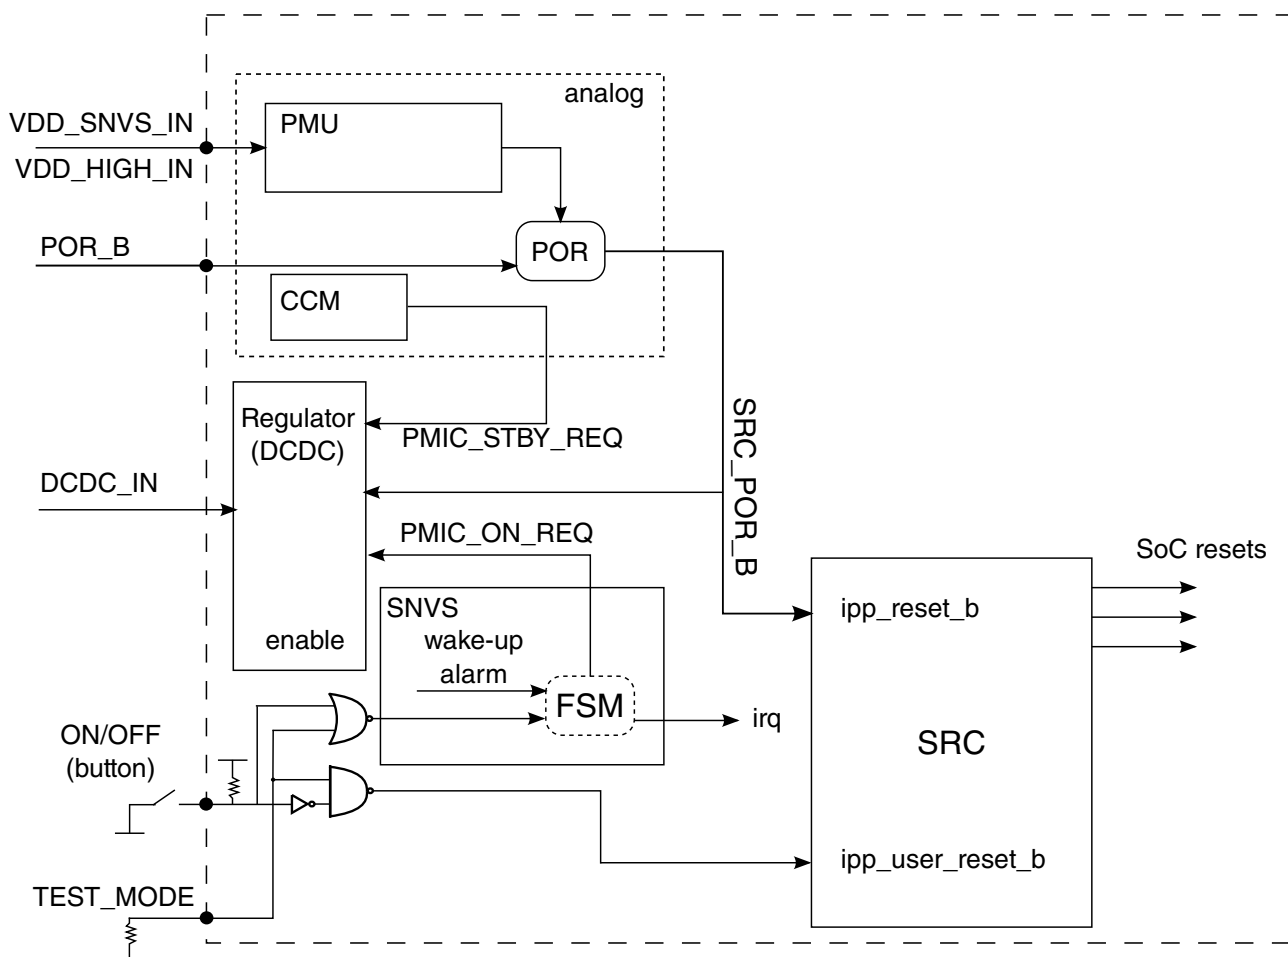 analog
VDD_SNVS_IN
PMU
VDD_HIGH_IN
POR_B
POR
CCM
Regulator
(DCDC)
PMIC_STBY_REQ
SRC_POR_B
DCDC_IN
PMIC_ON_REQ
SoC resets
SNVS
ipp_reset_b
wake-up
enable
alarm
FSM
irq
ON/OFF
(button)
SRC
ipp_user_reset_b
TEST_MODE